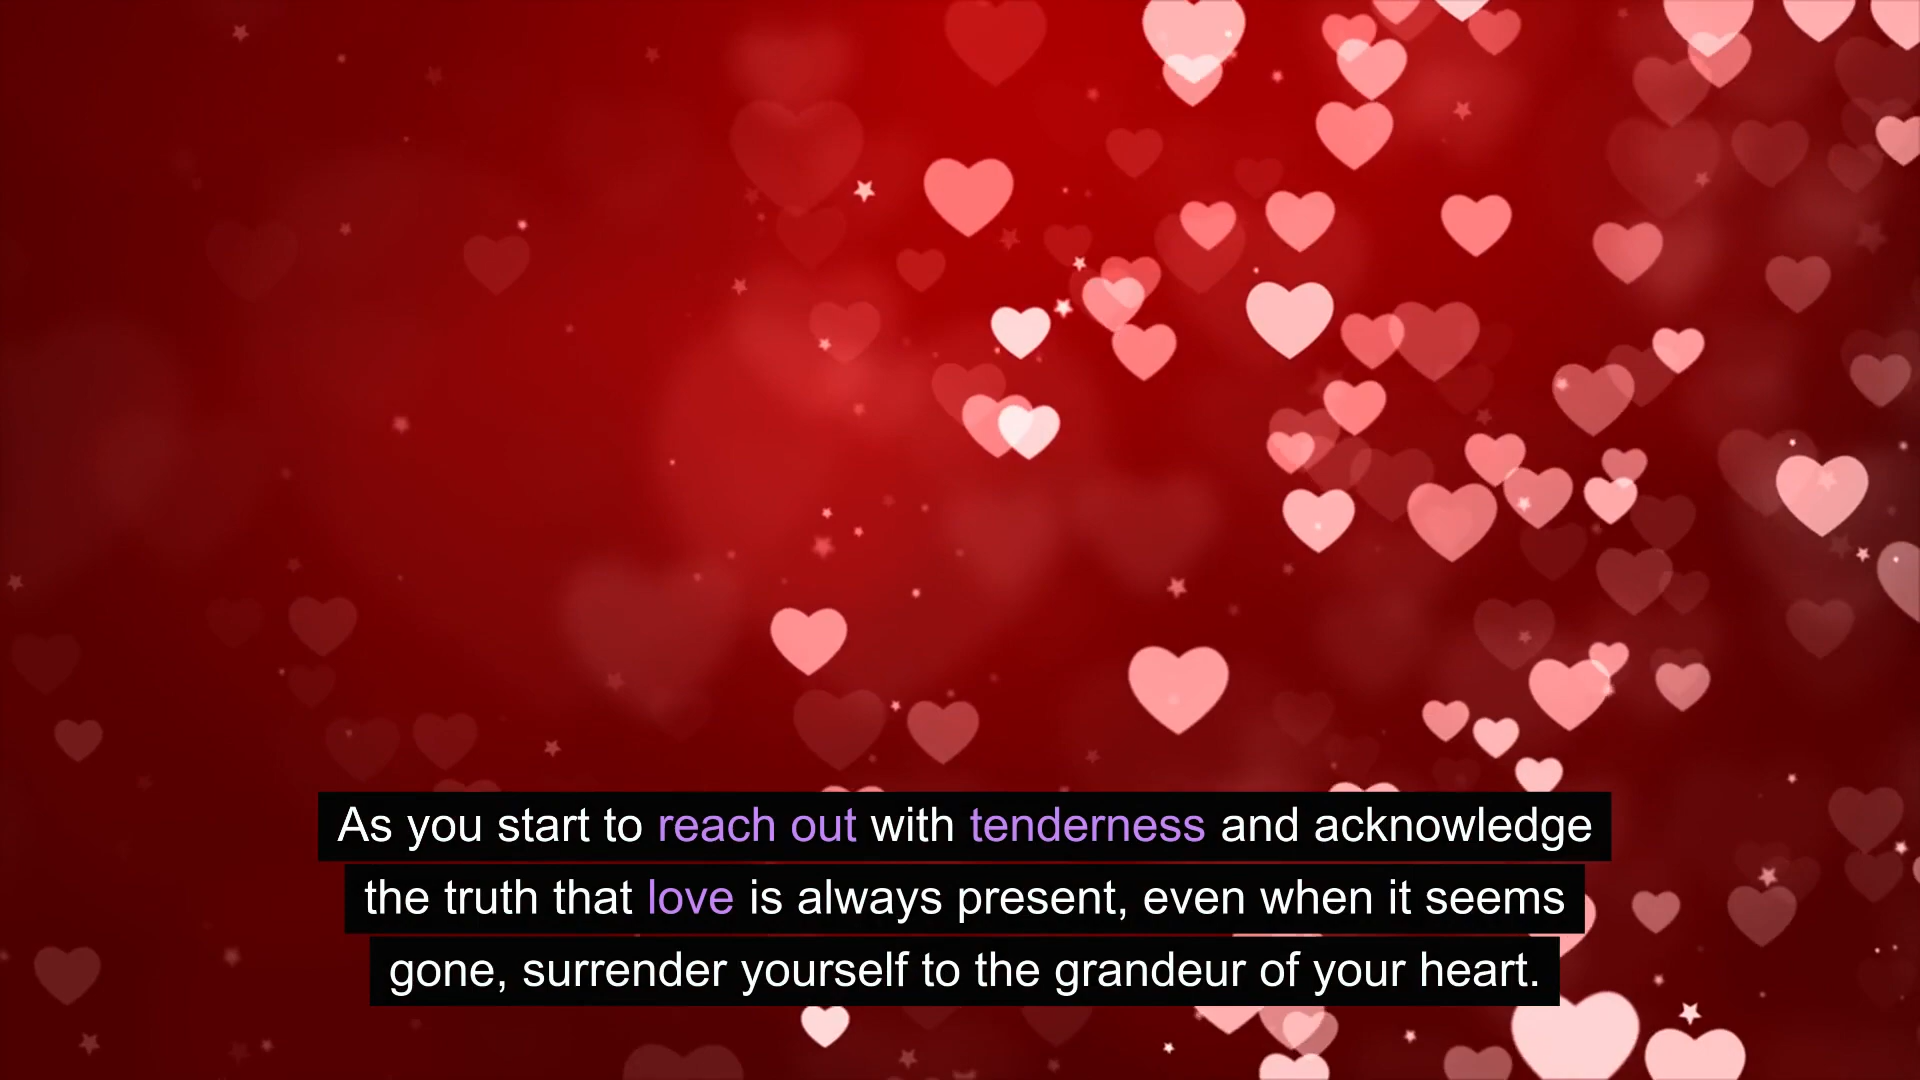 As you start to reach out with tenderness and acknowledge
the truth that love is always present, even when it seems
gone, surrender yourself to the grandeur of your heart.